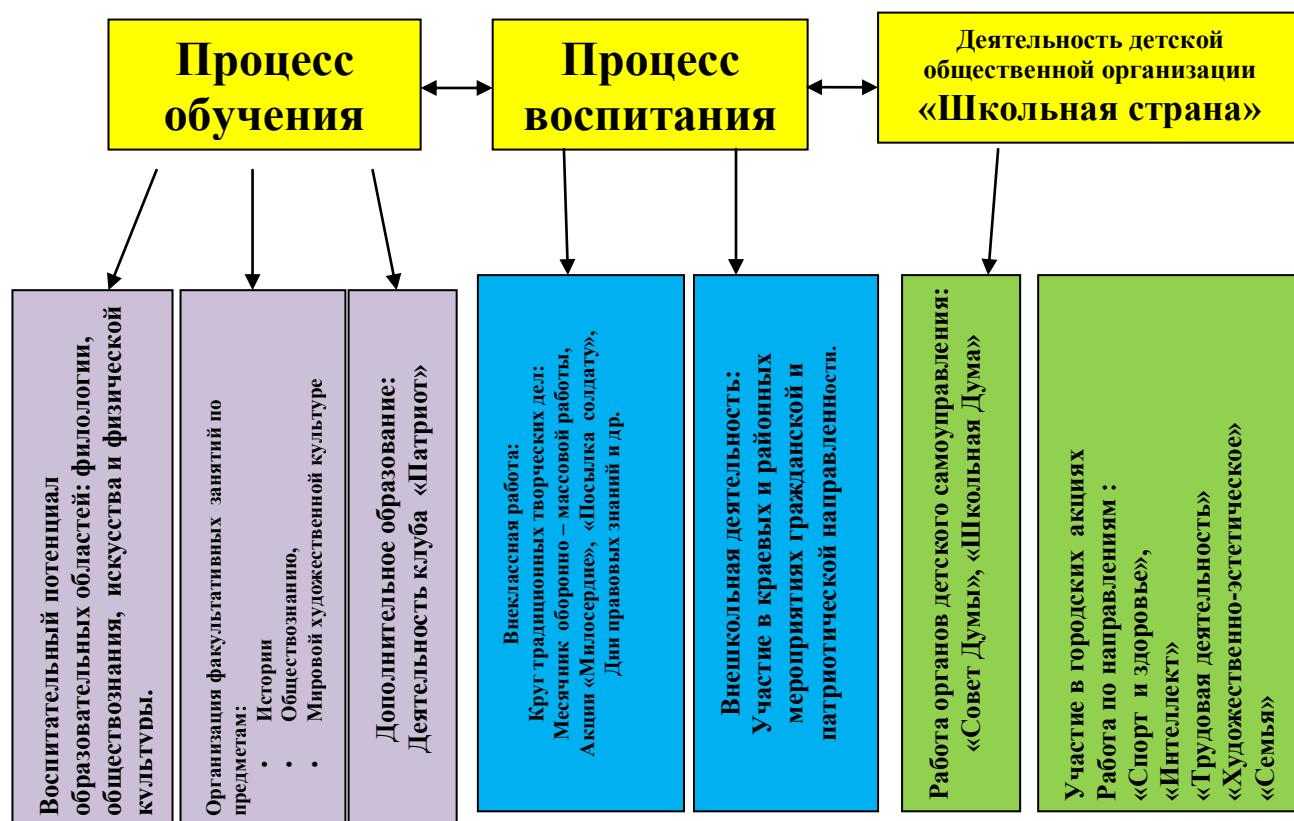 Процесс
обучения
Процесс
воспитания
Деятельность детской
общественной организации
«Школьная страна»
Воспитательный потенциал
образовательных областей: филологии,
обществознания, искусства и физической
культуры.
Организация факультативных занятий по
предметам:
• Истории
• Обществознанию,
• Мировой художественной культуре
Дополнительное образование:
Деятельность клуба «Патриот»
Внеклассная работа:
Круг традиционных творческих дел:
Месячник оборонно – массовой работы,
Акции «Милосердие», «Посылка солдату»,
Дни правовых знаний и др.
Внешкольная деятельность:
Участие в краевых и районных
мероприятиях гражданской и
патриотической направленности.
Работа органов детского самоуправления:
«Совет Думы», «Школьная Дума»
Участие в городских акциях
Работа по направлениям :
«Спорт и здоровье»,
«Интеллект»
«Трудовая деятельность»
«Художественно-эстетическое»
«Семья»